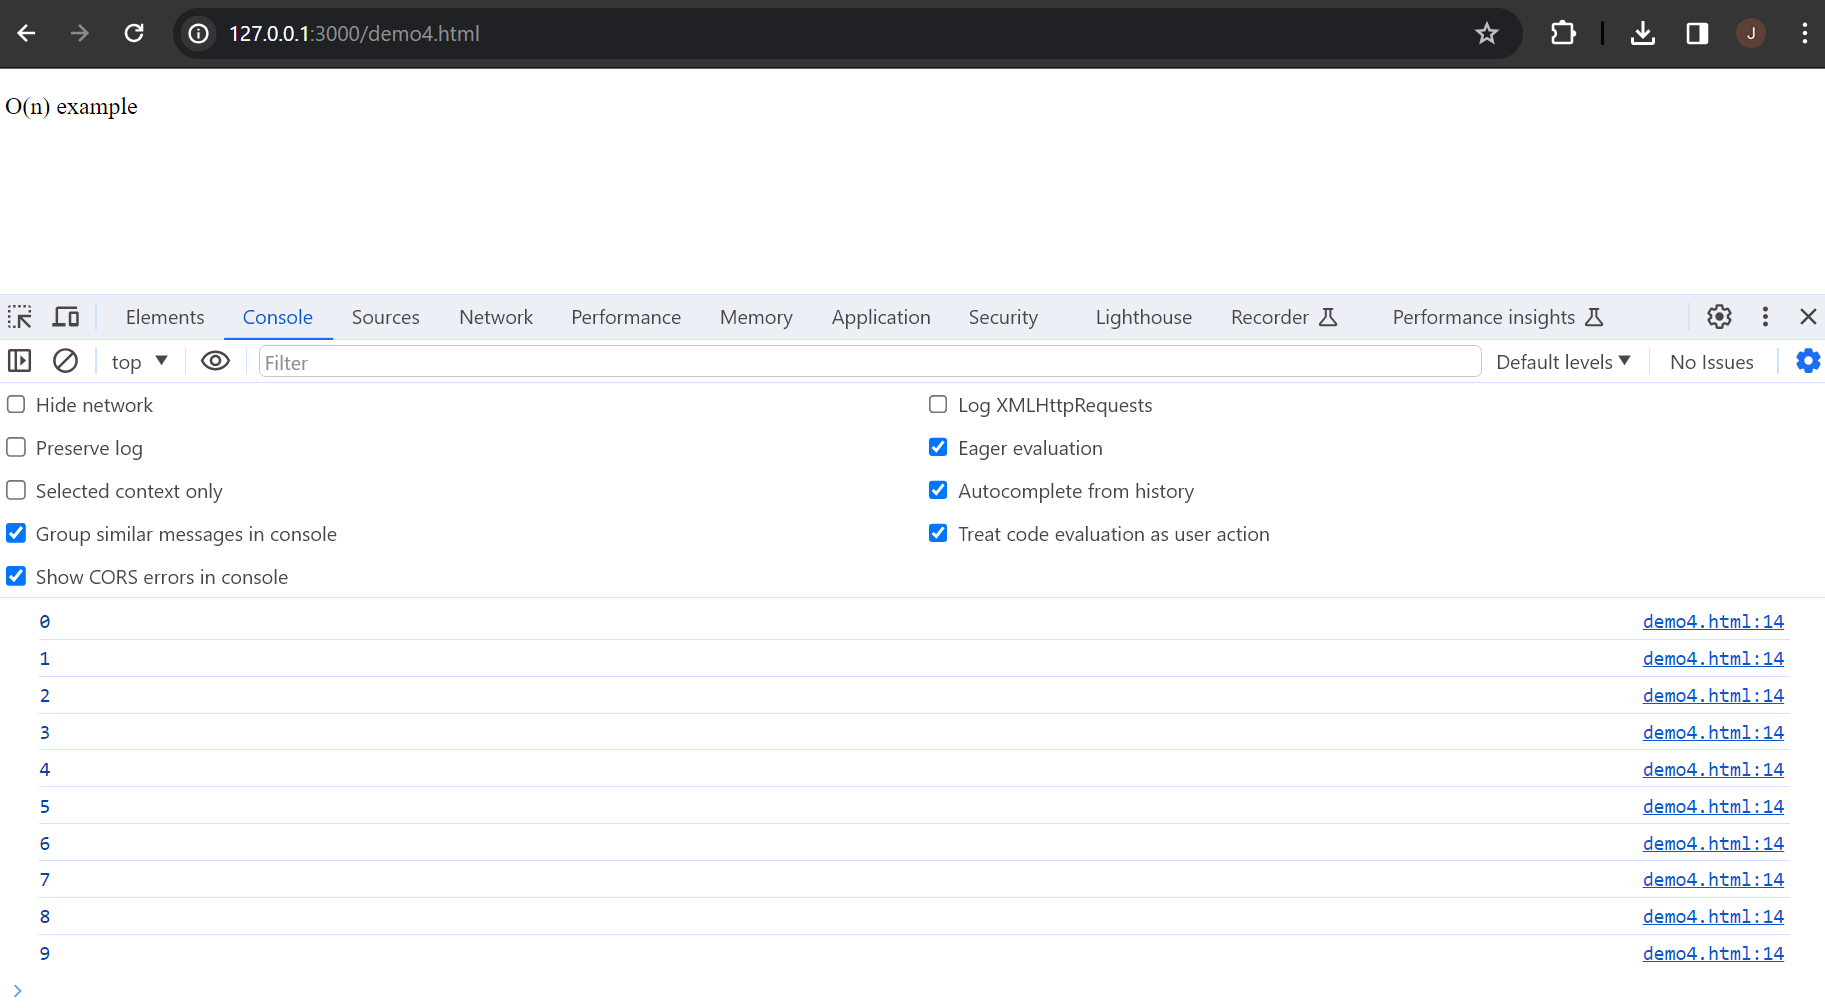 127.0.0.1:3000/demo4.html
J
O(n) example
Elements Console Sources Network Performance Memory Application Security Lighthouse Recorder Performance insights
top Filter Default levels No Issues
Hide network Log XMLHttpRequests
Preserve log Eager evaluation
Selected context only Autocomplete from history
Group similar messages in console Treat code evaluation as user action
Show CORS errors in console
0 demo4.html:14
1 demo4.html:14
2 demo4.html:14
3 demo4.html:14
4 demo4.html:14
5 demo4.html:14
6 demo4.html:14
7 demo4.html:14
8 demo4.html:14
9 demo4.html:14